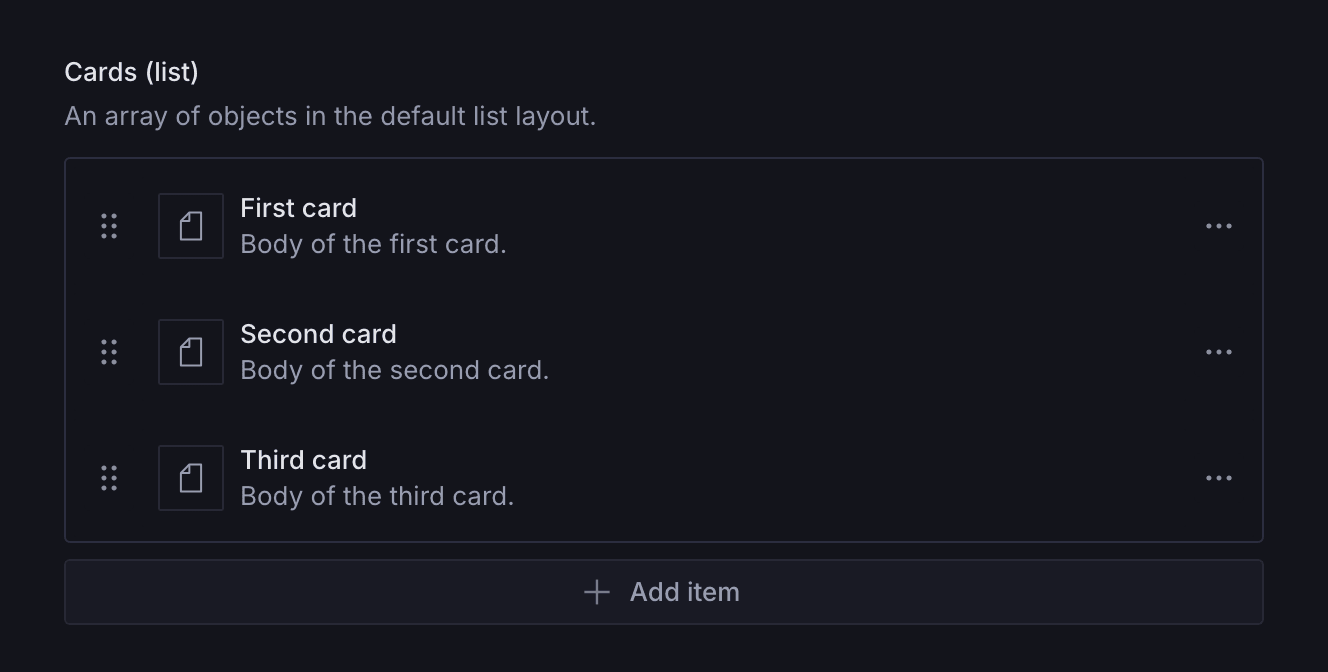 Cards (list)
An array of objects in the default list layout.
First card
Body of the first card.
Second card
Body of the second card.
Third card
Body of the third card.
Add item